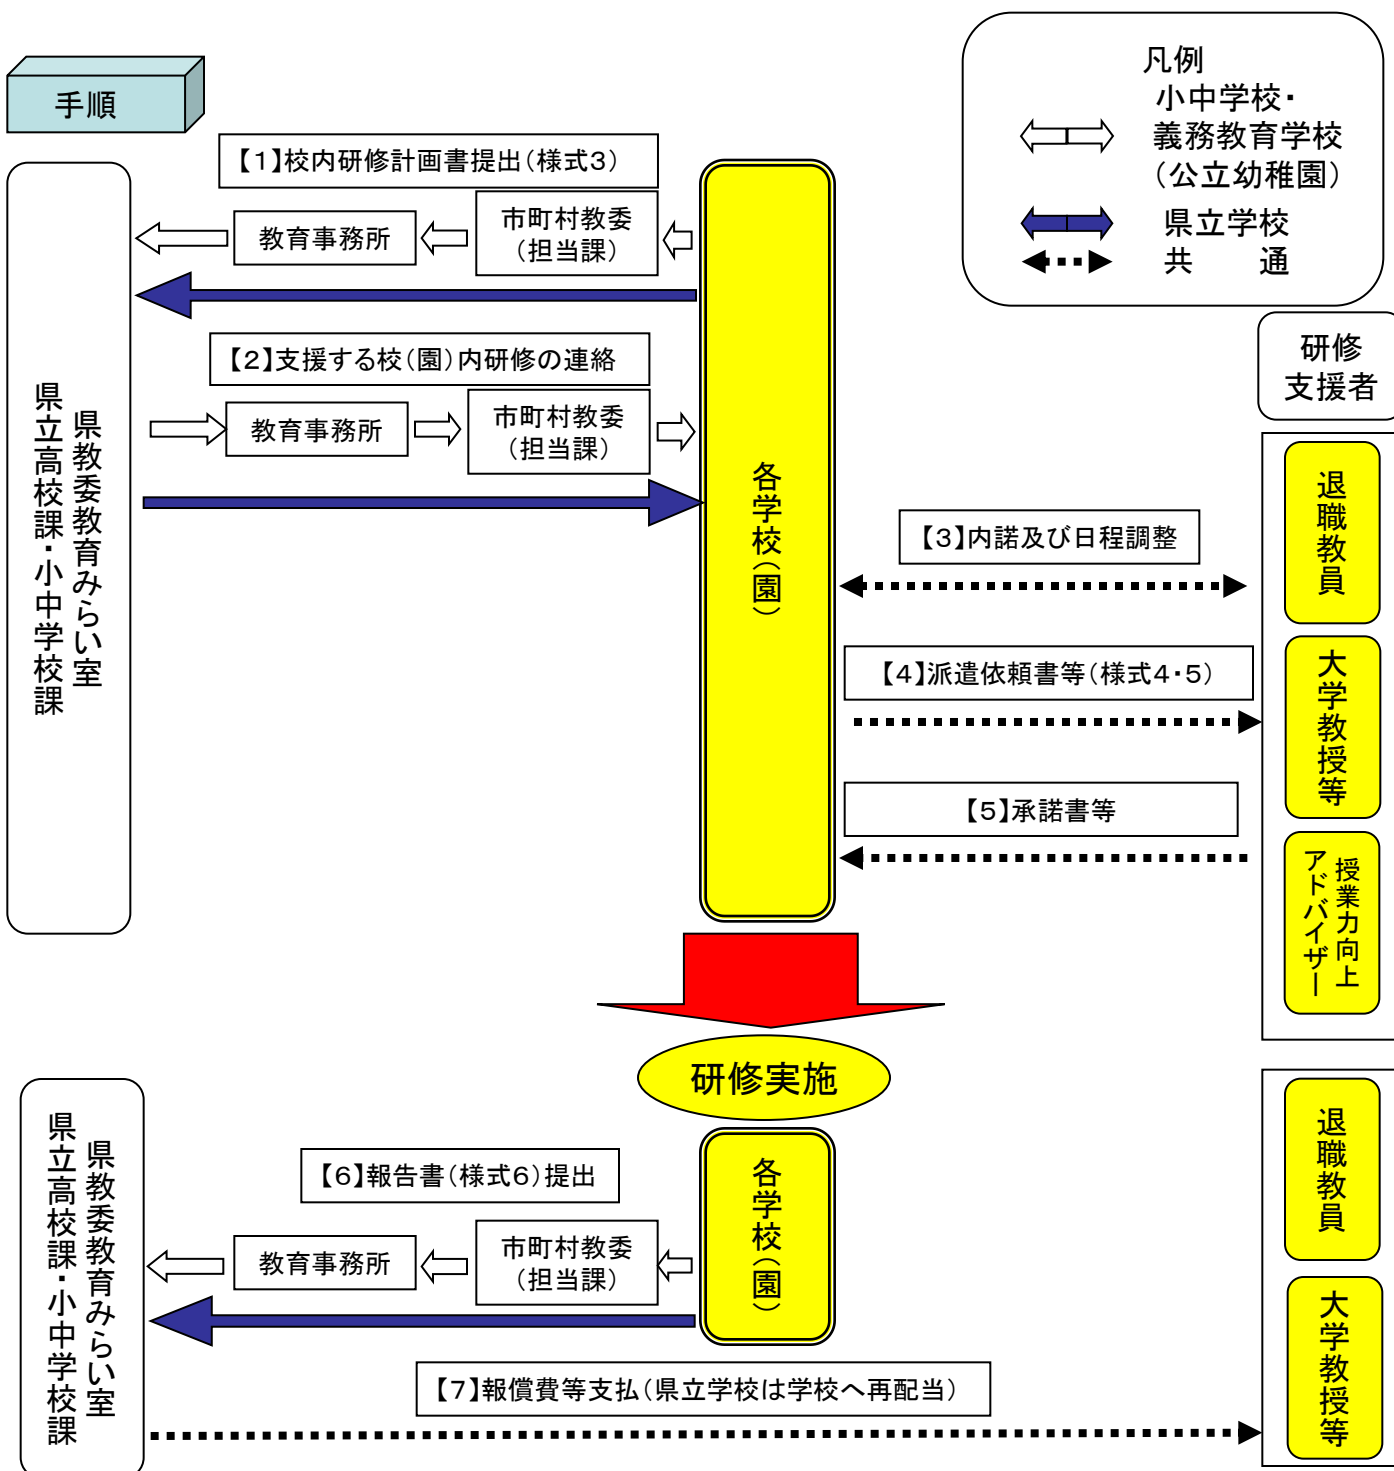 手順
凡例
小中学校・
義務教育学校
（公立幼稚園）
県立学校
共　　通
【1】校内研修計画書提出（様式3）
教育事務所
市町村教委
（担当課）
【2】支援する校（園）内研修の連絡
教育事務所
市町村教委
（担当課）
県教委教育みらい室
県立高校課・小中学校課
各学校（園）
研修
支援者
【3】内諾及び日程調整
【4】派遣依頼書等（様式4・5）
【5】承諾書等
退職教員
大学教授等
授業力向上
アドバイザー
研修実施
県教委教育みらい室
県立高校課・小中学校課
【6】報告書（様式6）提出
教育事務所
市町村教委
（担当課）
各学校（園）
【7】報償費等支払（県立学校は学校へ再配当）
退職教員
大学教授等